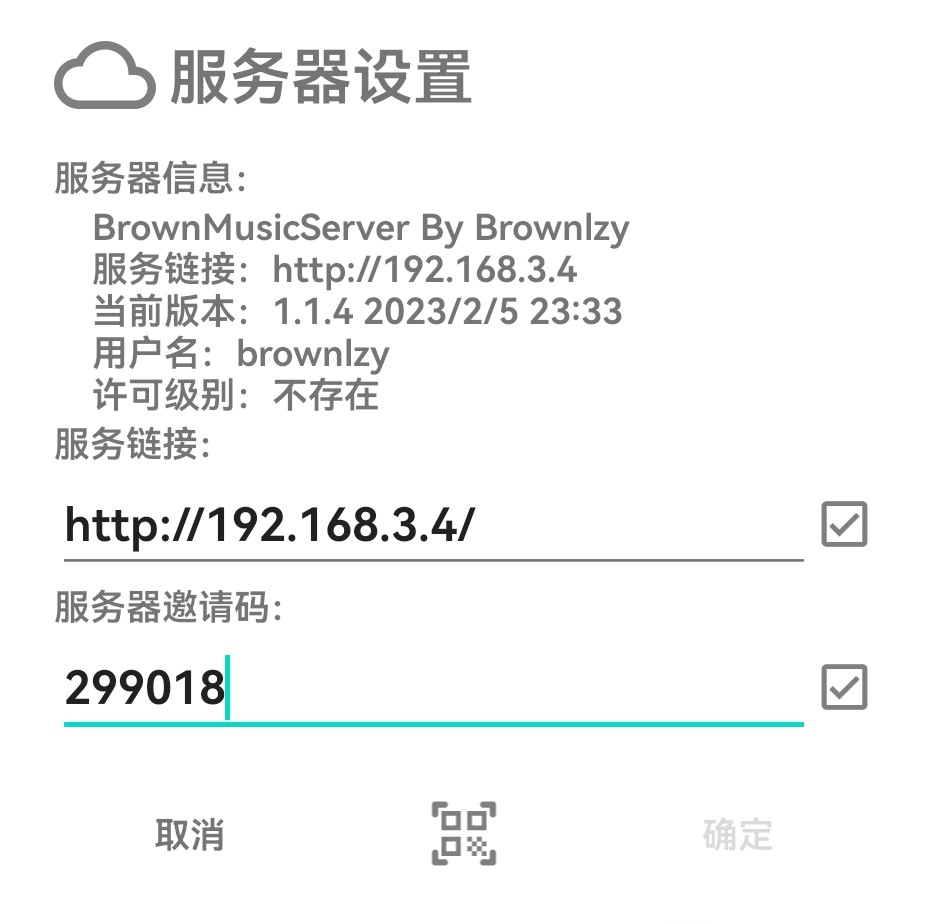 服务器设置
服务器信息:
BrownMusicServer By Brownlzy
服务链接：http://192.168.3.4
当前版本：1.1.4 2023/2/5 23:33
用户名：brownlzy
许可级别：不存在
服务链接:
http://192.168.3.4/
服务器邀请码:
299018
取消
确定